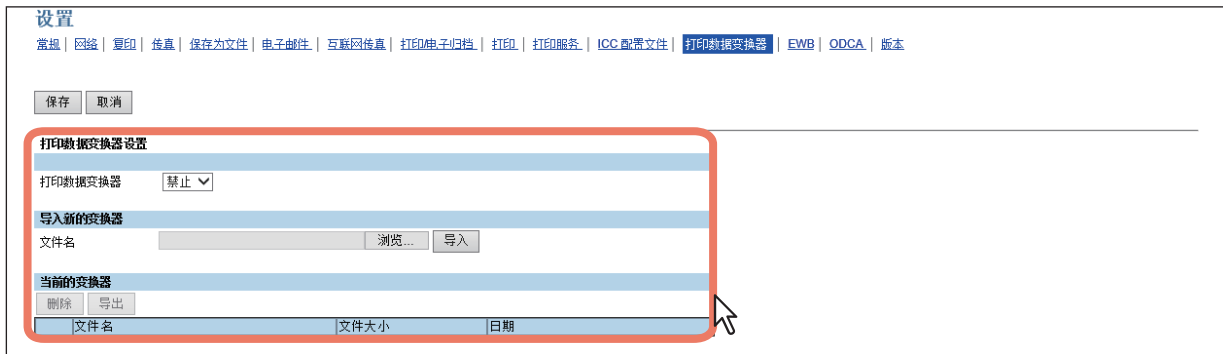 设置
常规 | 网络 | 复印 | 传真 | 保存为文件 | 电子邮件 | 互联网传真 | 打印/电子归档 | 打印 | 打印服务 | ICC 配置文件 | 打印数据变换器 | EWB | ODCA | 版本
保存 取消
打印数据变换器设置
打印数据变换器 禁止
导入新的变换器
文件名 浏览... 导入
当前的变换器
删除 导出
文件名 文件大小 日期